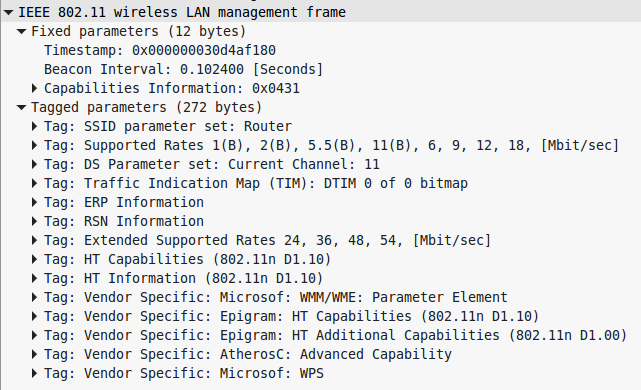 IEEE 802.11 wireless LAN management frame
Fixed parameters (12 bytes)
Timestamp: 0x000000030d4af180
Beacon Interval: 0.102400 [Seconds]
Capabilities Information: 0x0431
Tagged parameters (272 bytes)
Tag: SSID parameter set: Router
Tag: Supported Rates 1(B), 2(B), 5.5(B), 11(B), 6, 9, 12, 18, [Mbit/sec]
Tag: DS Parameter set: Current Channel: 11
Tag: Traffic Indication Map (TIM): DTIM 0 of 0 bitmap
Tag: ERP Information
Tag: RSN Information
Tag: Extended Supported Rates 24, 36, 48, 54, [Mbit/sec]
Tag: HT Capabilities (802.11n D1.10)
Tag: HT Information (802.11n D1.10)
Tag: Vendor Specific: Microsof: WMM/WME: Parameter Element
Tag: Vendor Specific: Epigram: HT Capabilities (802.11n D1.10)
Tag: Vendor Specific: Epigram: HT Additional Capabilities (802.11n D1.00)
Tag: Vendor Specific: AtherosC: Advanced Capability
Tag: Vendor Specific: Microsof: WPS